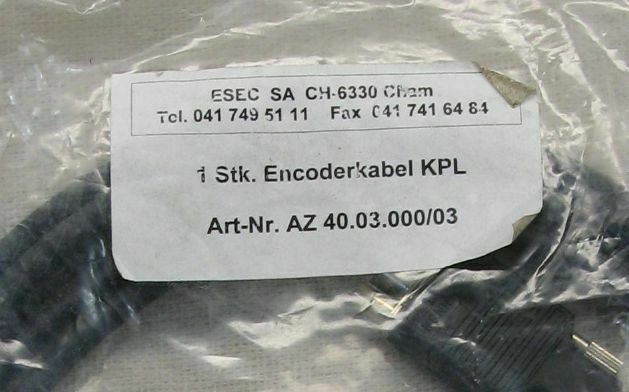 ESEC SA CH-6330 Cham
Tel. 041 749 51 11 Fax 041 741 64 84
1 Stk. Encoderkabel KPL
Art-Nr. AZ 40.03.000/03